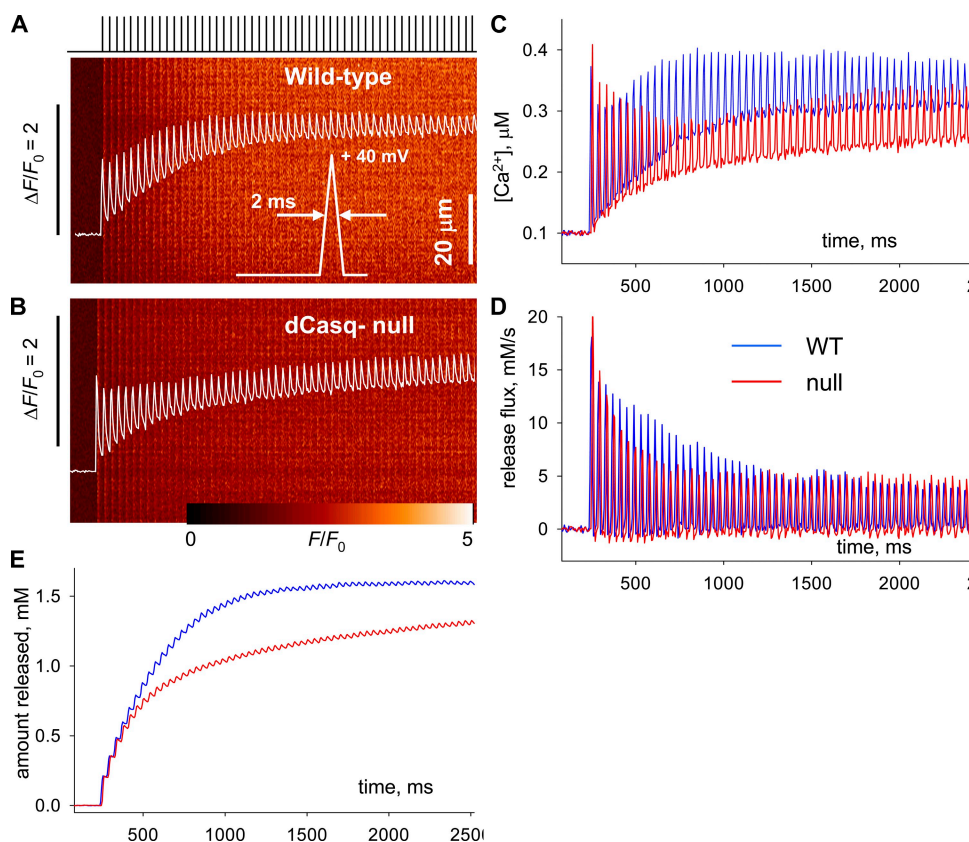 A
Wild-type
ΔF/F0 = 2
+ 40 mV
2 ms
20 μm
B
dCasq- null
ΔF/F0 = 2
0
F/F0
5
C
[Ca2+], μM
0.4
0.3
0.2
0.1
time, ms
500
1000
1500
2000
2
D
release flux, mM/s
20
15
10
5
0
WT
null
time, ms
500
1000
1500
2000
2
E
amount released, mM
1.5
1.0
0.5
0.0
time, ms
500
1000
1500
2000
250